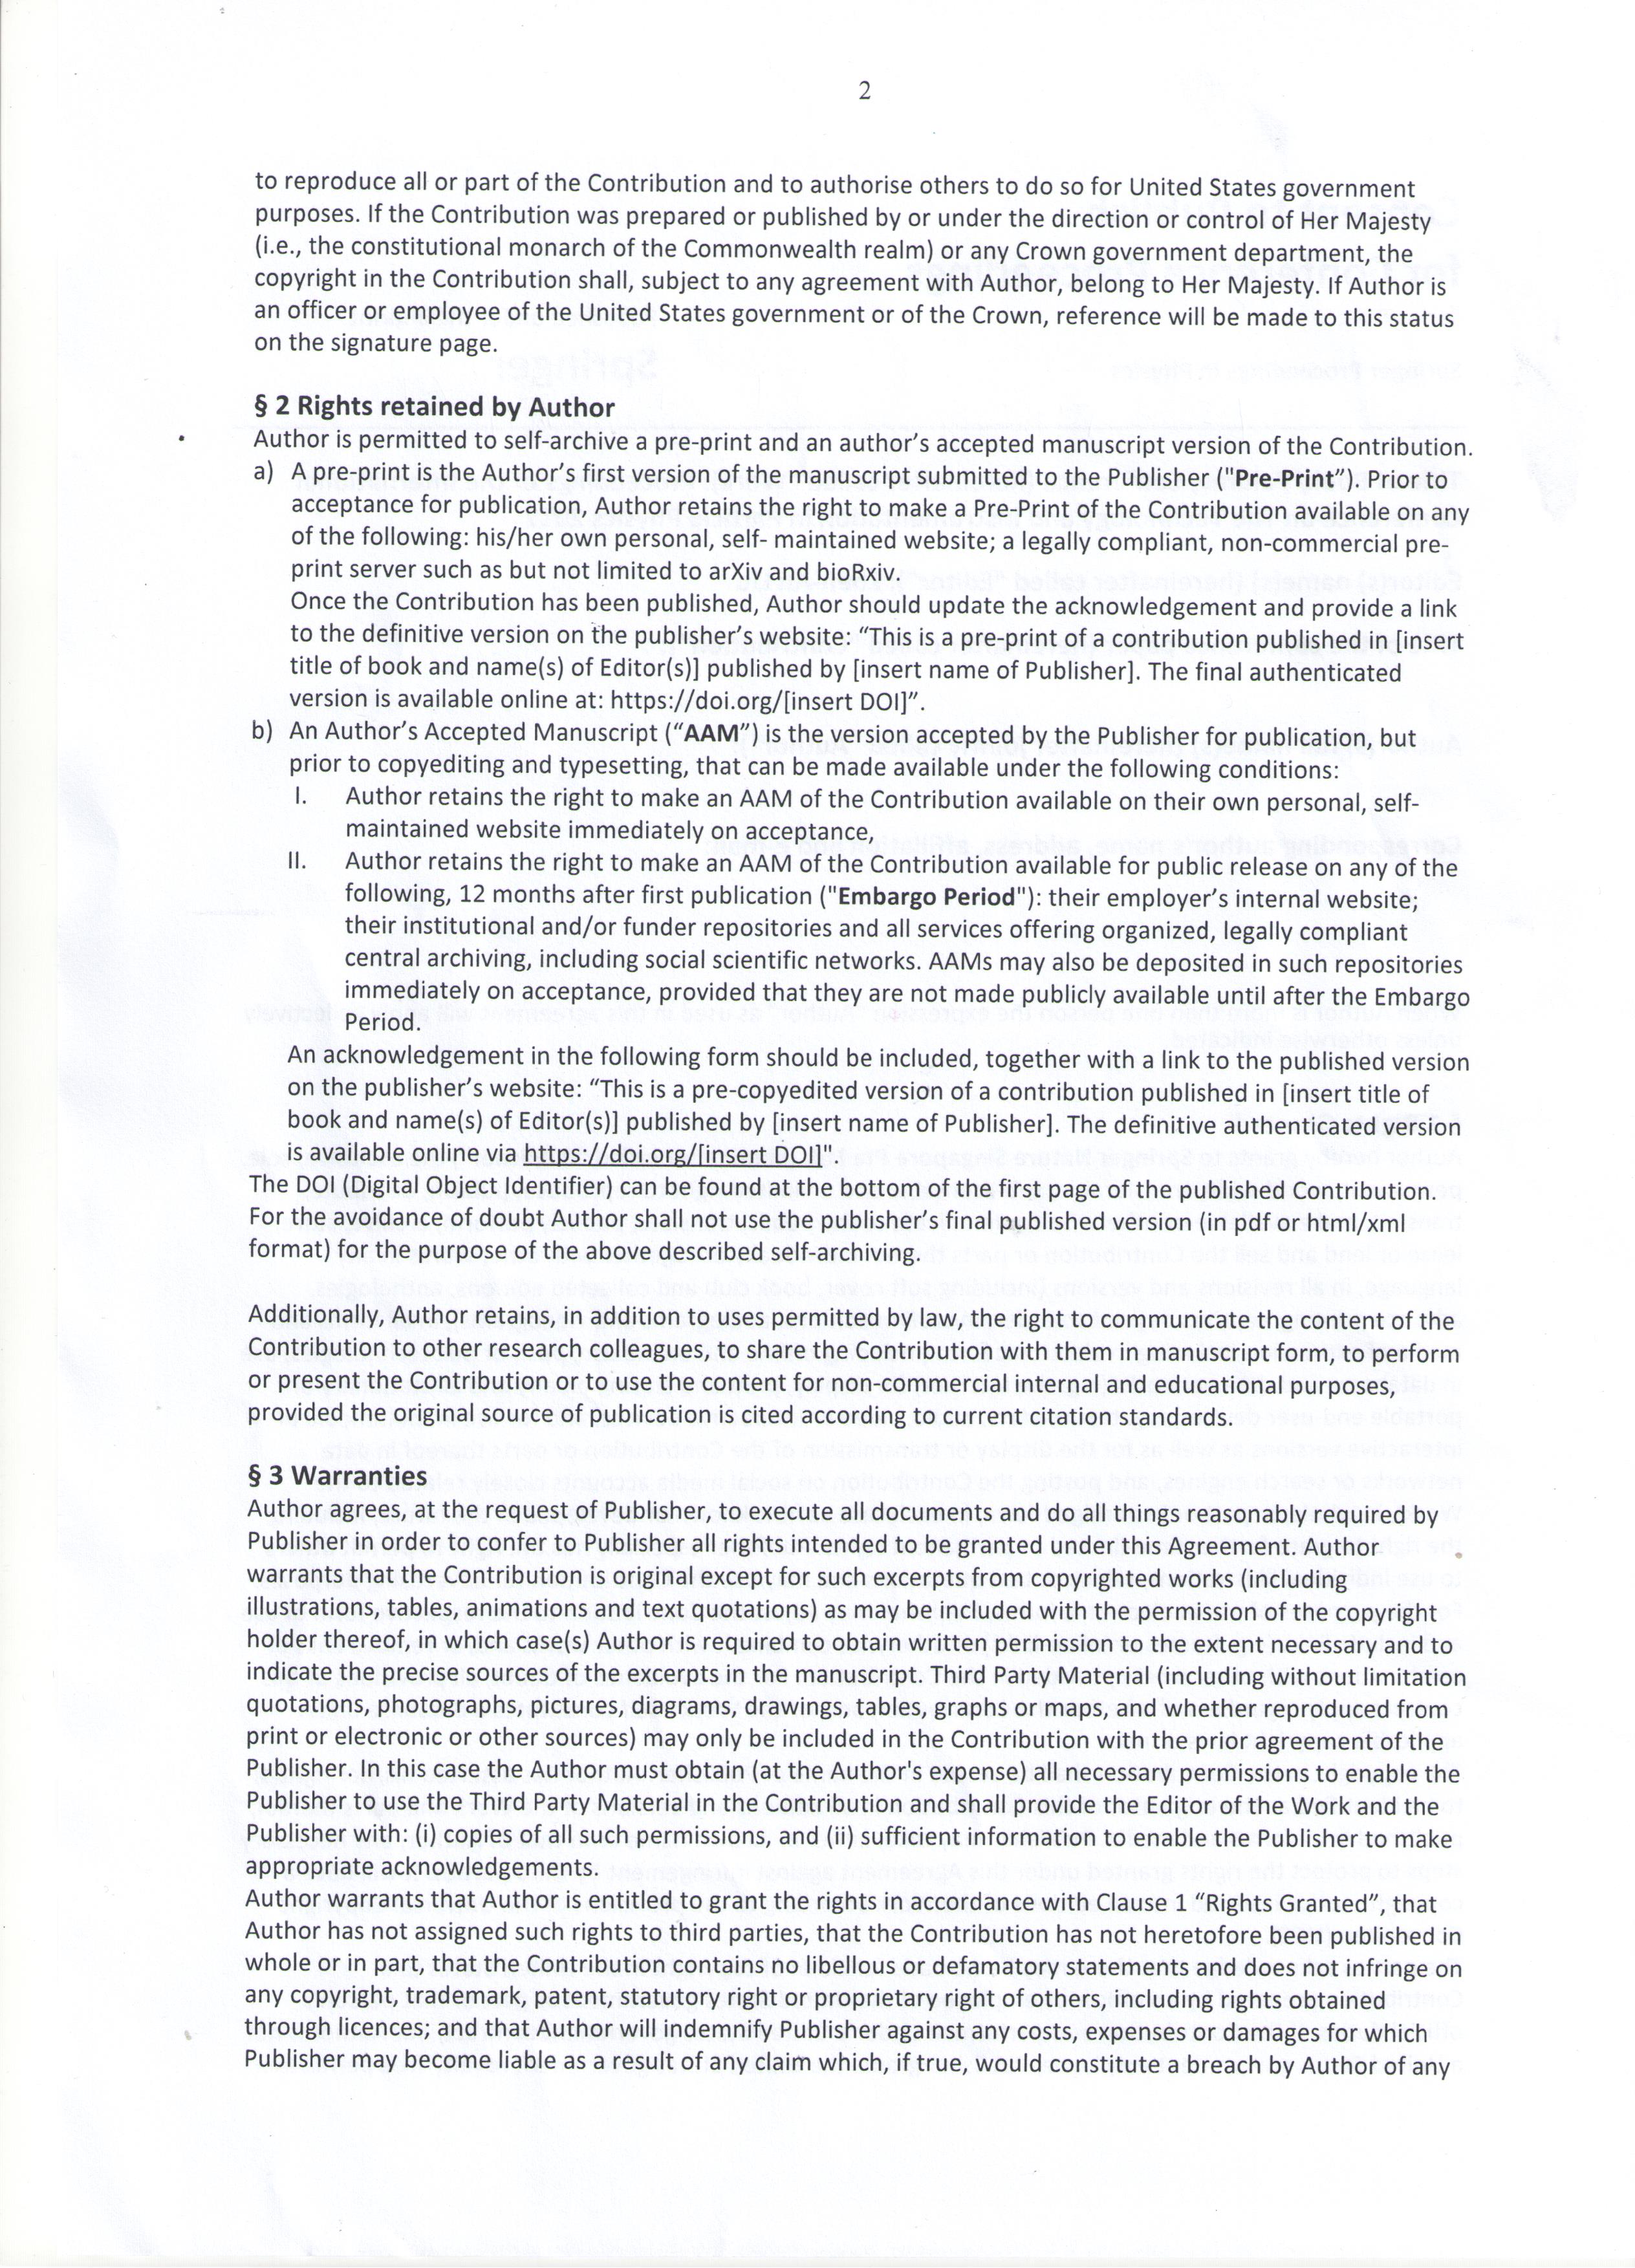 2
to reproduce all or part of the Contribution and to authorise others to do so for United States government
purposes. If the Contribution was prepared or published by or under the direction or control of Her Majesty
(i.e., the constitutional monarch of the Commonwealth realm) or any Crown government department, the
copyright in the Contribution shall, subject to any agreement with Author, belong to Her Majesty. If Author is
an officer or employee of the United States government or of the Crown, reference will be made to this status
on the signature page.
§ 2 Rights retained by Author
Author is permitted to self-archive a pre-print and an author’s accepted manuscript version of the Contribution.
a) A pre-print is the Author’s first version of the manuscript submitted to the Publisher ("Pre-Print”). Prior to
acceptance for publication, Author retains the right to make a Pre-Print of the Contribution available on any
of the following: his/her own personal, self- maintained website; a legally compliant, non-commercial pre-
print server such as but not limited to arXiv and bioRxiv.
Once the Contribution has been published, Author should update the acknowledgement and provide a link
to the definitive version on the publisher’s website: “This is a pre-print of a contribution published in [insert
title of book and name(s) of Editor(s)] published by [insert name of Publisher]. The final authenticated
version is available online at: https://doi.org/[insert DOI]”.
b) An Author’s Accepted Manuscript (“AAM”) is the version accepted by the Publisher for publication, but
prior to copyediting and typesetting, that can be made available under the following conditions:
I. Author retains the right to make an AAM of the Contribution available on their own personal, self-
maintained website immediately on acceptance,
II. Author retains the right to make an AAM of the Contribution available for public release on any of the
following, 12 months after first publication ("Embargo Period"): their employer’s internal website;
their institutional and/or funder repositories and all services offering organized, legally compliant
central archiving, including social scientific networks. AAMs may also be deposited in such repositories
immediately on acceptance, provided that they are not made publicly available until after the Embargo
Period.
An acknowledgement in the following form should be included, together with a link to the published version
on the publisher’s website: “This is a pre-copyedited version of a contribution published in [insert title of
book and name(s) of Editor(s)] published by [insert name of Publisher]. The definitive authenticated version
is available online via https://doi.org/[insert DOI]".
The DOI (Digital Object Identifier) can be found at the bottom of the first page of the published Contribution.
For the avoidance of doubt Author shall not use the publisher’s final published version (in pdf or html/xml
format) for the purpose of the above described self-archiving.
Additionally, Author retains, in addition to uses permitted by law, the right to communicate the content of the
Contribution to other research colleagues, to share the Contribution with them in manuscript form, to perform
or present the Contribution or to use the content for non-commercial internal and educational purposes,
provided the original source of publication is cited according to current citation standards.
§ 3 Warranties
Author agrees, at the request of Publisher, to execute all documents and do all things reasonably required by
Publisher in order to confer to Publisher all rights intended to be granted under this Agreement. Author
warrants that the Contribution is original except for such excerpts from copyrighted works (including
illustrations, tables, animations and text quotations) as may be included with the permission of the copyright
holder thereof, in which case(s) Author is required to obtain written permission to the extent necessary and to
indicate the precise sources of the excerpts in the manuscript. Third Party Material (including without limitation
quotations, photographs, pictures, diagrams, drawings, tables, graphs or maps, and whether reproduced from
print or electronic or other sources) may only be included in the Contribution with the prior agreement of the
Publisher. In this case the Author must obtain (at the Author's expense) all necessary permissions to enable the
Publisher to use the Third Party Material in the Contribution and shall provide the Editor of the Work and the
Publisher with: (i) copies of all such permissions, and (ii) sufficient information to enable the Publisher to make
appropriate acknowledgements.
Author warrants that Author is entitled to grant the rights in accordance with Clause 1 “Rights Granted”, that
Author has not assigned such rights to third parties, that the Contribution has not heretofore been published in
whole or in part, that the Contribution contains no libellous or defamatory statements and does not infringe on
any copyright, trademark, patent, statutory right or proprietary right of others, including rights obtained
through licences; and that Author will indemnify Publisher against any costs, expenses or damages for which
Publisher may become liable as a result of any claim which, if true, would constitute a breach by Author of any